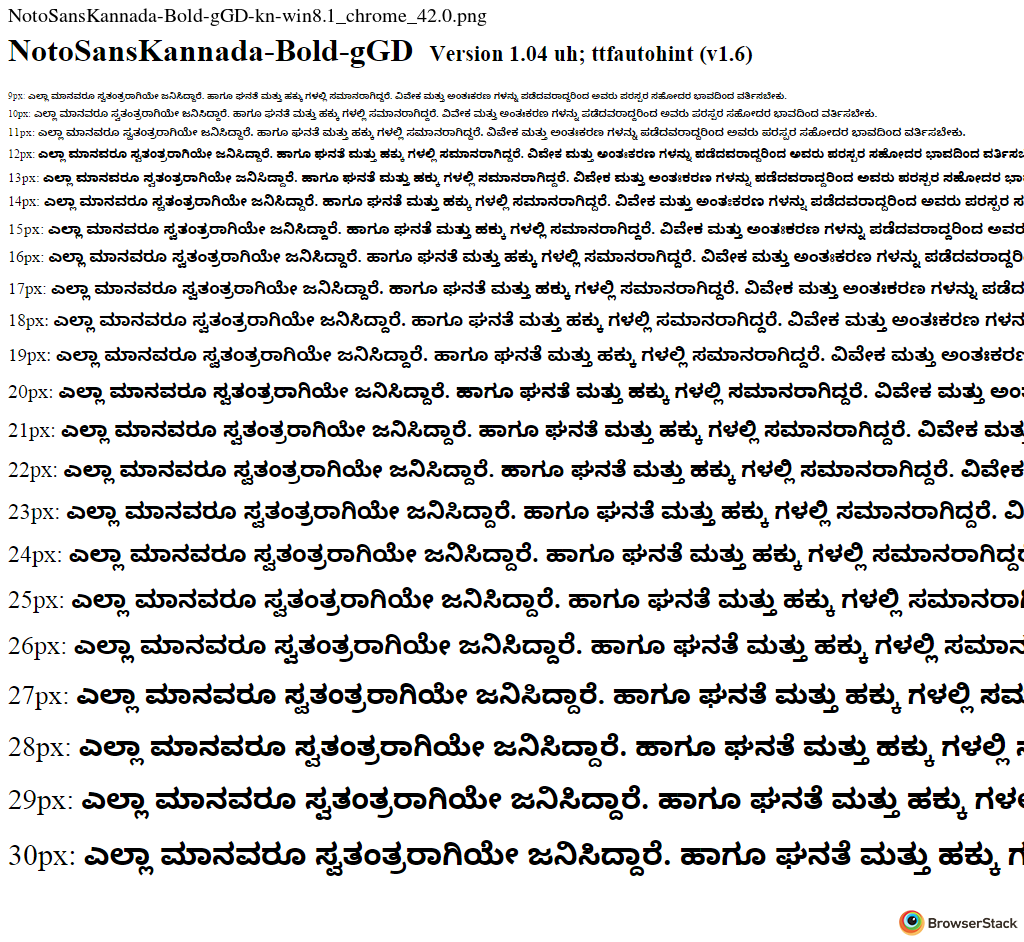 NotoSansKannada-Bold-gGD-kn-win8.1_chrome_42.0.png
NotoSansKannada-Bold-gGD Version 1.04 uh; ttfautohint (v1.6)
9px: ಎಲ್ಲಾ ಮಾನವರೂ ಸ್ವತಂತ್ರರಾಗಿಯೇ ಜನಿಸಿದ್ದಾರೆ. ಹಾಗೂ ಘನತೆ ಮತ್ತು ಹಕ್ಕು ಗಳಲ್ಲಿ ಸಮಾನರಾಗಿದ್ದರೆ. ವಿವೇಕ ಮತ್ತು ಅಂತಃಕರಣ ಗಳನ್ನು ಪಡೆದವರಾದ್ದರಿಂದ ಅವರು ಪರಸ್ಪರ ಸಹೋದರ ಭಾವದಿಂದ ವರ್ತಿಸಬೇಕು.
10px: ಎಲ್ಲಾ ಮಾನವರೂ ಸ್ವತಂತ್ರರಾಗಿಯೇ ಜನಿಸಿದ್ದಾರೆ. ಹಾಗೂ ಘನತೆ ಮತ್ತು ಹಕ್ಕು ಗಳಲ್ಲಿ ಸಮಾನರಾಗಿದ್ದರೆ. ವಿವೇಕ ಮತ್ತು ಅಂತಃಕರಣ ಗಳನ್ನು ಪಡೆದವರಾದ್ದರಿಂದ ಅವರು ಪರಸ್ಪರ ಸಹೋದರ ಭಾವದಿಂದ ವರ್ತಿಸಬೇಕು.
11px: ಎಲ್ಲಾ ಮಾನವರೂ ಸ್ವತಂತ್ರರಾಗಿಯೇ ಜನಿಸಿದ್ದಾರೆ. ಹಾಗೂ ಘನತೆ ಮತ್ತು ಹಕ್ಕು ಗಳಲ್ಲಿ ಸಮಾನರಾಗಿದ್ದರೆ. ವಿವೇಕ ಮತ್ತು ಅಂತಃಕರಣ ಗಳನ್ನು ಪಡೆದವರಾದ್ದರಿಂದ ಅವರು ಪರಸ್ಪರ ಸಹೋದರ ಭಾವದಿಂದ ವರ್ತಿಸಬೇಕು.
12px: ಎಲ್ಲಾ ಮಾನವರೂ ಸ್ವತಂತ್ರರಾಗಿಯೇ ಜನಿಸಿದ್ದಾರೆ. ಹಾಗೂ ಘನತೆ ಮತ್ತು ಹಕ್ಕು ಗಳಲ್ಲಿ ಸಮಾನರಾಗಿದ್ದರೆ. ವಿವೇಕ ಮತ್ತು ಅಂತಃಕರಣ ಗಳನ್ನು ಪಡೆದವರಾದ್ದರಿಂದ ಅವರು ಪರಸ್ಪರ ಸಹೋದರ ಭಾವದಿಂದ
13px: ಎಲ್ಲಾ ಮಾನವರೂ ಸ್ವತಂತ್ರರಾಗಿಯೇ ಜನಿಸಿದ್ದಾರೆ. ಹಾಗೂ ಘನತೆ ಮತ್ತು ಹಕ್ಕು ಗಳಲ್ಲಿ ಸಮಾನರಾಗಿದ್ದರೆ. ವಿವೇಕ ಮತ್ತು ಅಂತಃಕರಣ ಗಳನ್ನು ಪಡೆದವರಾದ್ದರಿಂದ ಅವರು ಪರಸ್ಪರ ಸಹೋದರ
14px: ಎಲ್ಲಾ ಮಾನವರೂ ಸ್ವತಂತ್ರರಾಗಿಯೇ ಜನಿಸಿದ್ದಾರೆ. ಹಾಗೂ ಘನತೆ ಮತ್ತು ಹಕ್ಕು ಗಳಲ್ಲಿ ಸಮಾನರಾಗಿದ್ದರೆ. ವಿವೇಕ ಮತ್ತು ಅಂತಃಕರಣ ಗಳನ್ನು ಪಡೆದವರಾದ್ದರಿಂದ ಅವರು ಪರಸ್ಪರ
15px: ಎಲ್ಲಾ ಮಾನವರೂ ಸ್ವತಂತ್ರರಾಗಿಯೇ ಜನಿಸಿದ್ದಾರೆ. ಹಾಗೂ ಘನತೆ ಮತ್ತು ಹಕ್ಕು ಗಳಲ್ಲಿ ಸಮಾನರಾಗಿದ್ದರೆ. ವಿವೇಕ ಮತ್ತು ಅಂತಃಕರಣ ಗಳನ್ನು ಪಡೆದವರಾದ್ದರಿಂದ
16px: ಎಲ್ಲಾ ಮಾನವರೂ ಸ್ವತಂತ್ರರಾಗಿಯೇ ಜನಿಸಿದ್ದಾರೆ. ಹಾಗೂ ಘನತೆ ಮತ್ತು ಹಕ್ಕು ಗಳಲ್ಲಿ ಸಮಾನರಾಗಿದ್ದರೆ. ವಿವೇಕ ಮತ್ತು ಅಂತಃಕರಣ ಗಳನ್ನು
17px: ಎಲ್ಲಾ ಮಾನವರೂ ಸ್ವತಂತ್ರರಾಗಿಯೇ ಜನಿಸಿದ್ದಾರೆ. ಹಾಗೂ ಘನತೆ ಮತ್ತು ಹಕ್ಕು ಗಳಲ್ಲಿ ಸಮಾನರಾಗಿದ್ದರೆ. ವಿವೇಕ ಮತ್ತು ಅಂತಃಕರಣ ಗಳನ್ನು
18px: ಎಲ್ಲಾ ಮಾನವರೂ ಸ್ವತಂತ್ರರಾಗಿಯೇ ಜನಿಸಿದ್ದಾರೆ. ಹಾಗೂ ಘನತೆ ಮತ್ತು ಹಕ್ಕು ಗಳಲ್ಲಿ ಸಮಾನರಾಗಿದ್ದರೆ. ವಿವೇಕ ಮತ್ತು ಅಂತಃಕರಣ
19px: ಎಲ್ಲಾ ಮಾನವರೂ ಸ್ವತಂತ್ರರಾಗಿಯೇ ಜನಿಸಿದ್ದಾರೆ. ಹಾಗೂ ಘನತೆ ಮತ್ತು ಹಕ್ಕು ಗಳಲ್ಲಿ ಸಮಾನರಾಗಿದ್ದರೆ. ವಿವೇಕ ಮತ್ತು ಅಂತಃಕರಣ
20px: ಎಲ್ಲಾ ಮಾನವರೂ ಸ್ವತಂತ್ರರಾಗಿಯೇ ಜನಿಸಿದ್ದಾರೆ. ಹಾಗೂ ಘನತೆ ಮತ್ತು ಹಕ್ಕು ಗಳಲ್ಲಿ ಸಮಾನರಾಗಿದ್ದರೆ. ವಿವೇಕ ಮತ್ತು
21px: ಎಲ್ಲಾ ಮಾನವರೂ ಸ್ವತಂತ್ರರಾಗಿಯೇ ಜನಿಸಿದ್ದಾರೆ. ಹಾಗೂ ಘನತೆ ಮತ್ತು ಹಕ್ಕು ಗಳಲ್ಲಿ ಸಮಾನರಾಗಿದ್ದರೆ. ವಿವೇಕ
22px: ಎಲ್ಲಾ ಮಾನವರೂ ಸ್ವತಂತ್ರರಾಗಿಯೇ ಜನಿಸಿದ್ದಾರೆ. ಹಾಗೂ ಘನತೆ ಮತ್ತು ಹಕ್ಕು ಗಳಲ್ಲಿ ಸಮಾನರಾಗಿದ್ದರೆ. ವಿವೇಕ
23px: ಎಲ್ಲಾ ಮಾನವರೂ ಸ್ವತಂತ್ರರಾಗಿಯೇ ಜನಿಸಿದ್ದಾರೆ. ಹಾಗೂ ಘನತೆ ಮತ್ತು ಹಕ್ಕು ಗಳಲ್ಲಿ ಸಮಾನರಾಗಿದ್ದರೆ. ವಿ
24px: ಎಲ್ಲಾ ಮಾನವರೂ ಸ್ವತಂತ್ರರಾಗಿಯೇ ಜನಿಸಿದ್ದಾರೆ. ಹಾಗೂ ಘನತೆ ಮತ್ತು ಹಕ್ಕು ಗಳಲ್ಲಿ
25px: ಎಲ್ಲಾ ಮಾನವರೂ ಸ್ವತಂತ್ರರಾಗಿಯೇ ಜನಿಸಿದ್ದಾರೆ. ಹಾಗೂ ಘನತೆ ಮತ್ತು ಹಕ್ಕು ಗಳಲ್ಲಿ
26px: ಎಲ್ಲಾ ಮಾನವರೂ ಸ್ವತಂತ್ರರಾಗಿಯೇ ಜನಿಸಿದ್ದಾರೆ. ಹಾಗೂ ಘನತೆ ಮತ್ತು ಹಕ್ಕು ಗಳಲ್ಲಿ ಸಮಾನ
27px: ಎಲ್ಲಾ ಮಾನವರೂ ಸ್ವತಂತ್ರರಾಗಿಯೇ ಜನಿಸಿದ್ದಾರೆ. ಹಾಗೂ ಘನತೆ ಮತ್ತು ಹಕ್ಕು ಗಳಲ್ಲಿ ಸಮ
28px: ಎಲ್ಲಾ ಮಾನವರೂ ಸ್ವತಂತ್ರರಾಗಿಯೇ ಜನಿಸಿದ್ದಾರೆ. ಹಾಗೂ ಘನತೆ ಮತ್ತು ಹಕ್ಕು ಗಳಲ್ಲಿ
29px: ಎಲ್ಲಾ ಮಾನವರೂ ಸ್ವತಂತ್ರರಾಗಿಯೇ ಜನಿಸಿದ್ದಾರೆ. ಹಾಗೂ ಘನತೆ ಮತ್ತು ಹಕ್ಕು
30px: ಎಲ್ಲಾ ಮಾನವರೂ ಸ್ವತಂತ್ರರಾಗಿಯೇ ಜನಿಸಿದ್ದಾರೆ. ಹಾಗೂ ಘನತೆ ಮತ್ತು ಹಕ್ಕು
BrowserStack